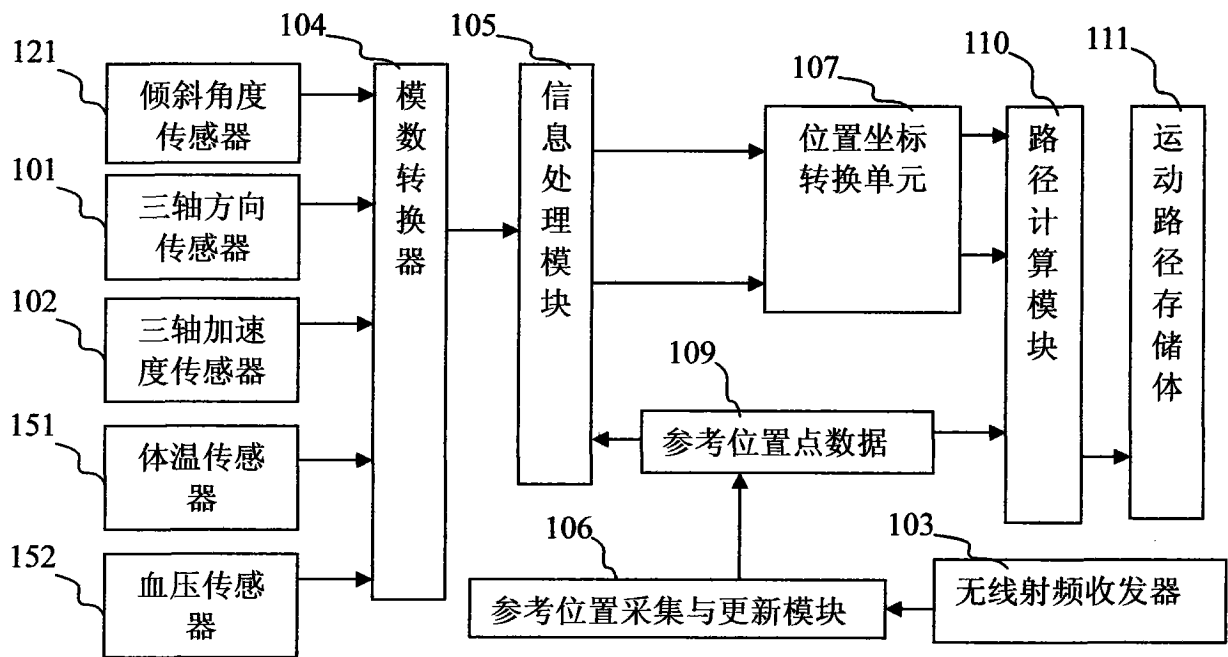 121
倾斜角度
传感器
101
三轴方向
传感器
102
三轴加速
度传感器
151
体温传感
器
152
血压传感
器
104
模数转换器
105
信息处理模块
107
位置坐标
转换单元
109
参考位置点数据
106
参考位置采集与更新模块
103
无线射频收发器
110
路径计算模块
111
运动路径存储体